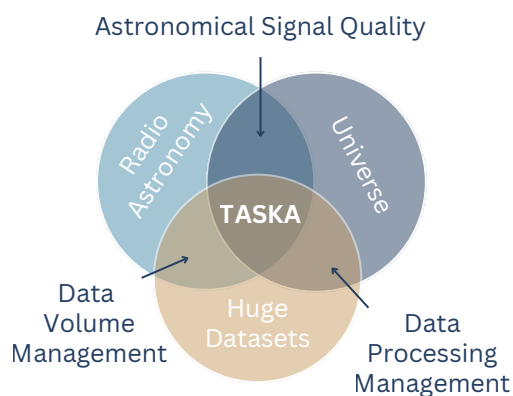 Astronomical Signal Quality
Radio
Astronomy
Universe
TASKA
Data
Volume
Management
Huge
Datasets
Data
Processing
Management